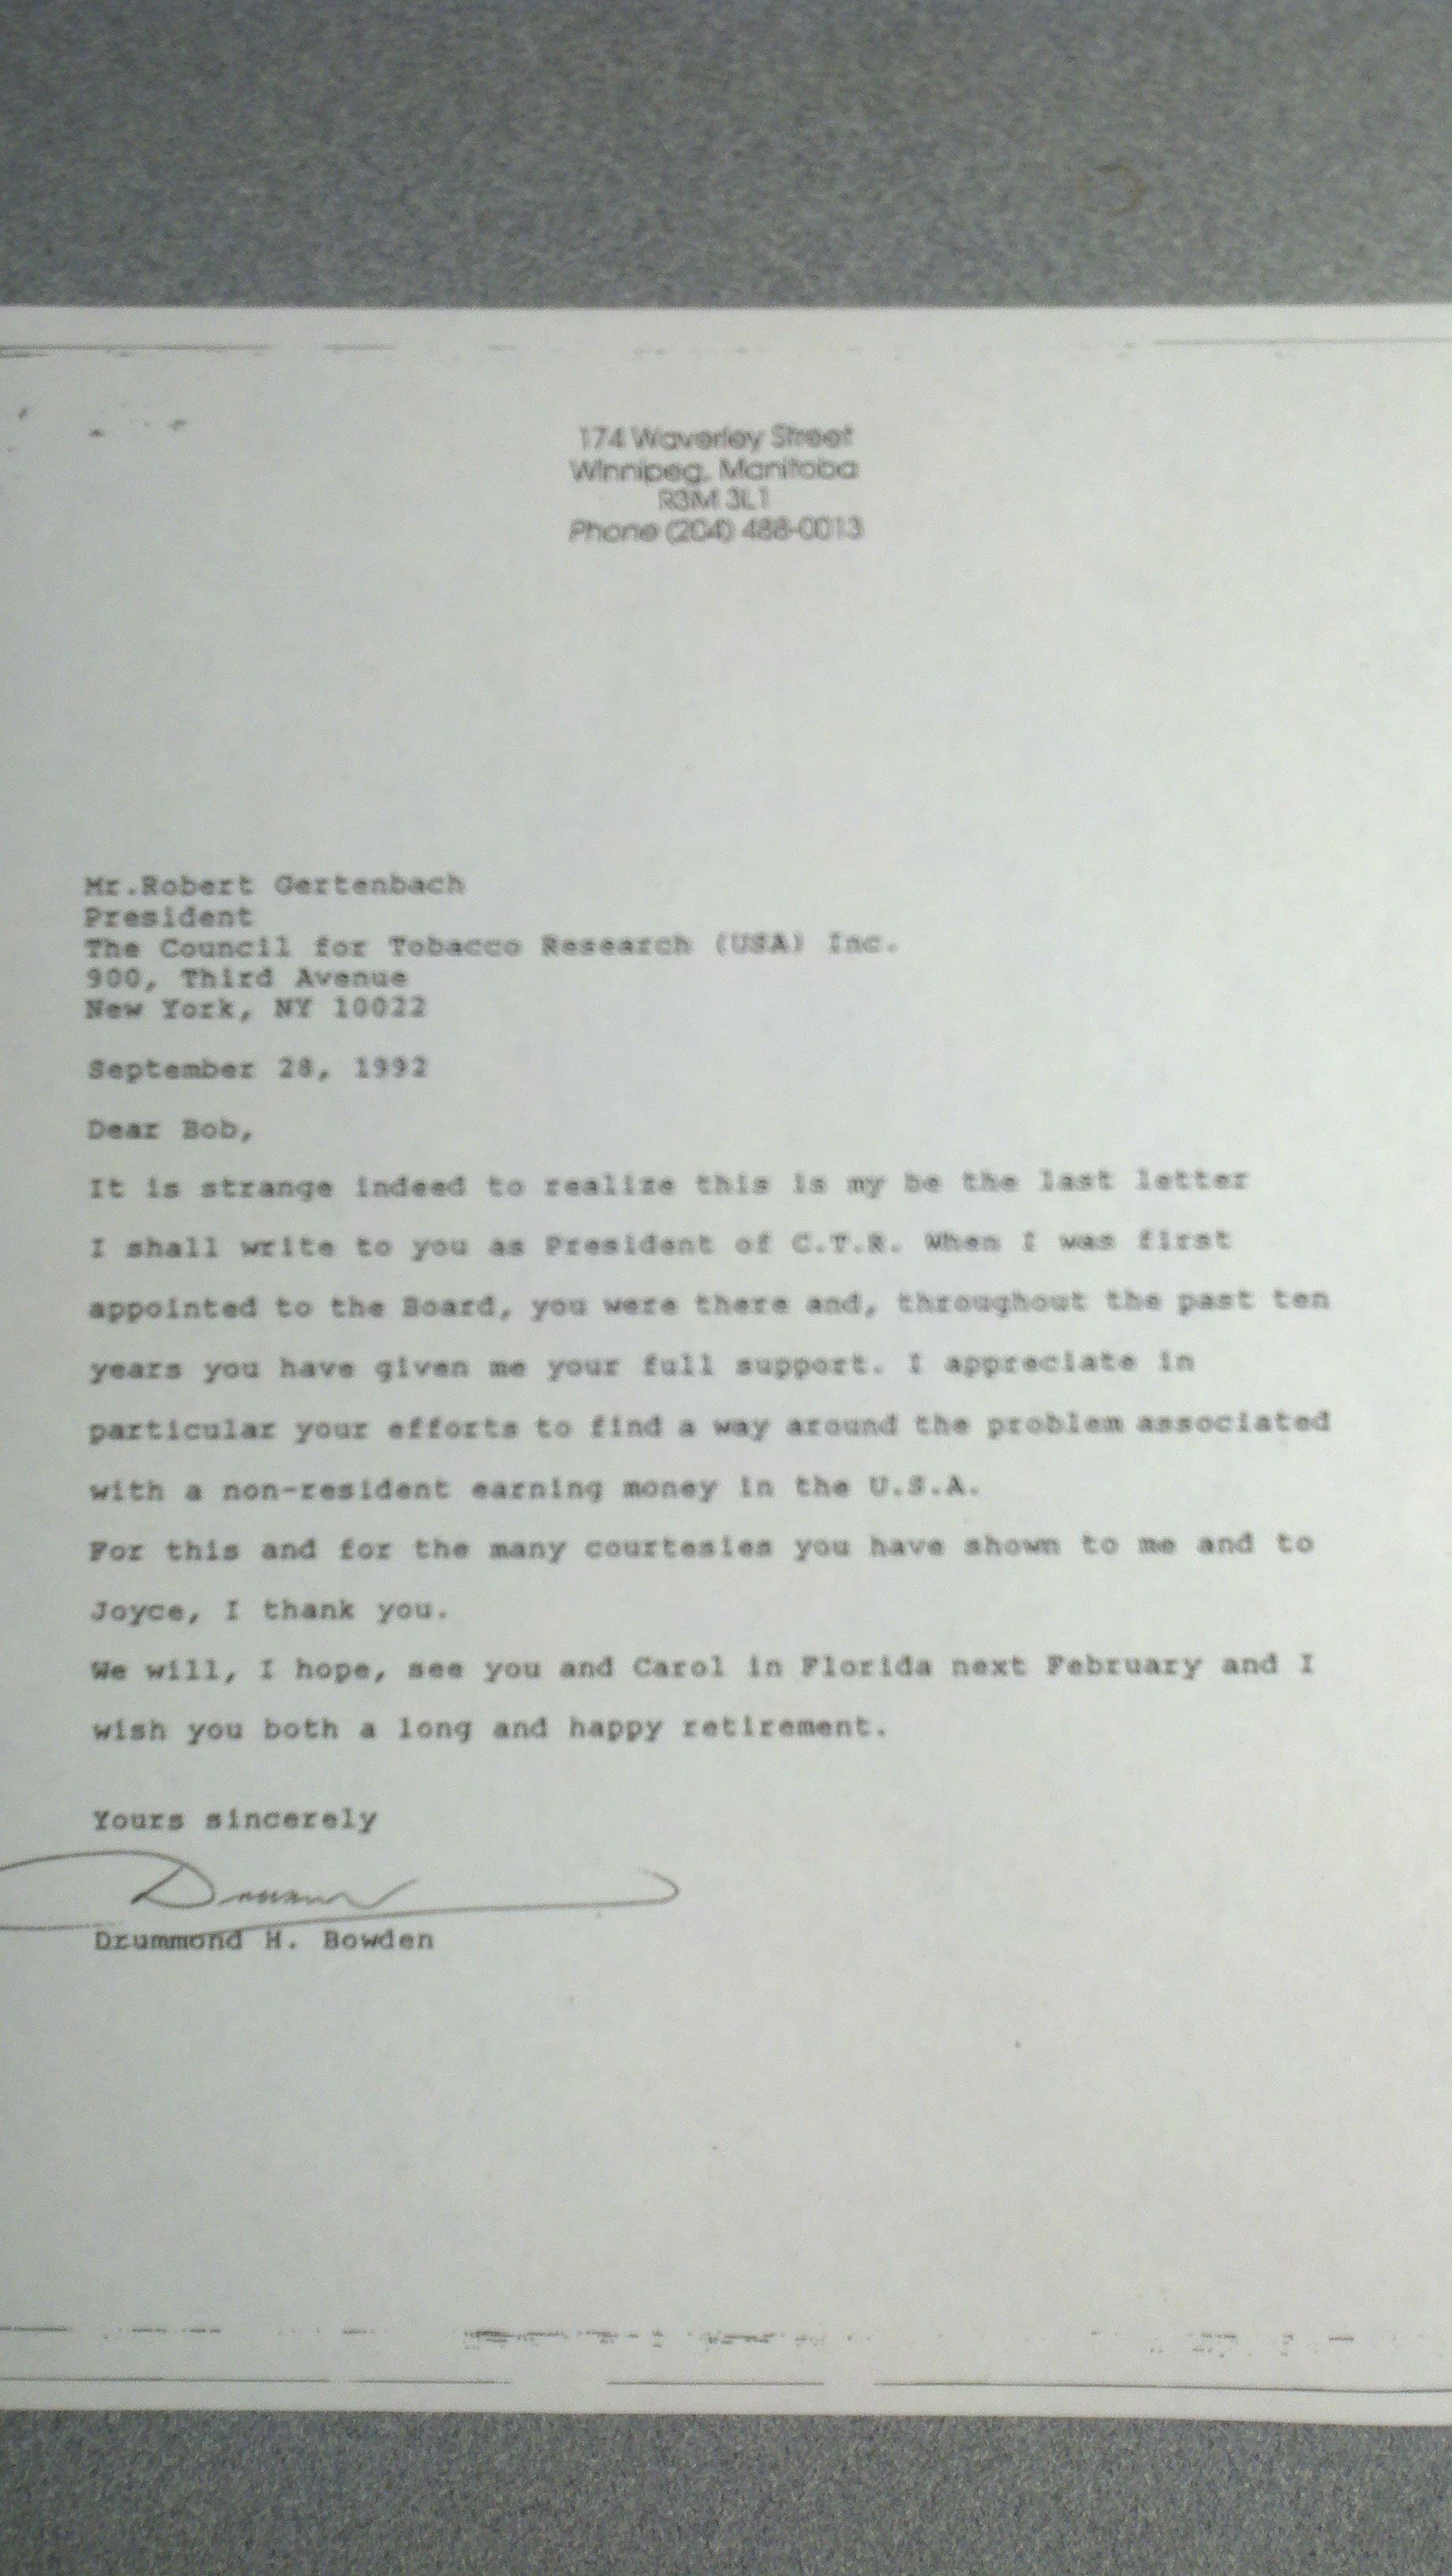 174 Waverley Street
Winnipeg, Manitoba
R3M 3L1
Phone (204) 488-0013
Mr.Robert Gertenbach
President
The Council for Tobacco Research (USA) Inc.
900, Third Avenue
New York, NY 10022
September 28, 1992
Dear Bob,
It is strange indeed to realize this is my be the last letter
I shall write to you as President of C.T.R. When I was first
appointed to the Board, you were there and, throughout the past ten
years you have given me your full support. I appreciate in
particular your efforts to find a way around the problem associated
with a non-resident earning money in the U.S.A.
For this and for the many courtesies you have shown to me and to
Joyce, I thank you.
We will, I hope, see you and Carol in Florida next February and I
wish you both a long and happy retirement.
Yours sincerely
Drummond H. Bowden